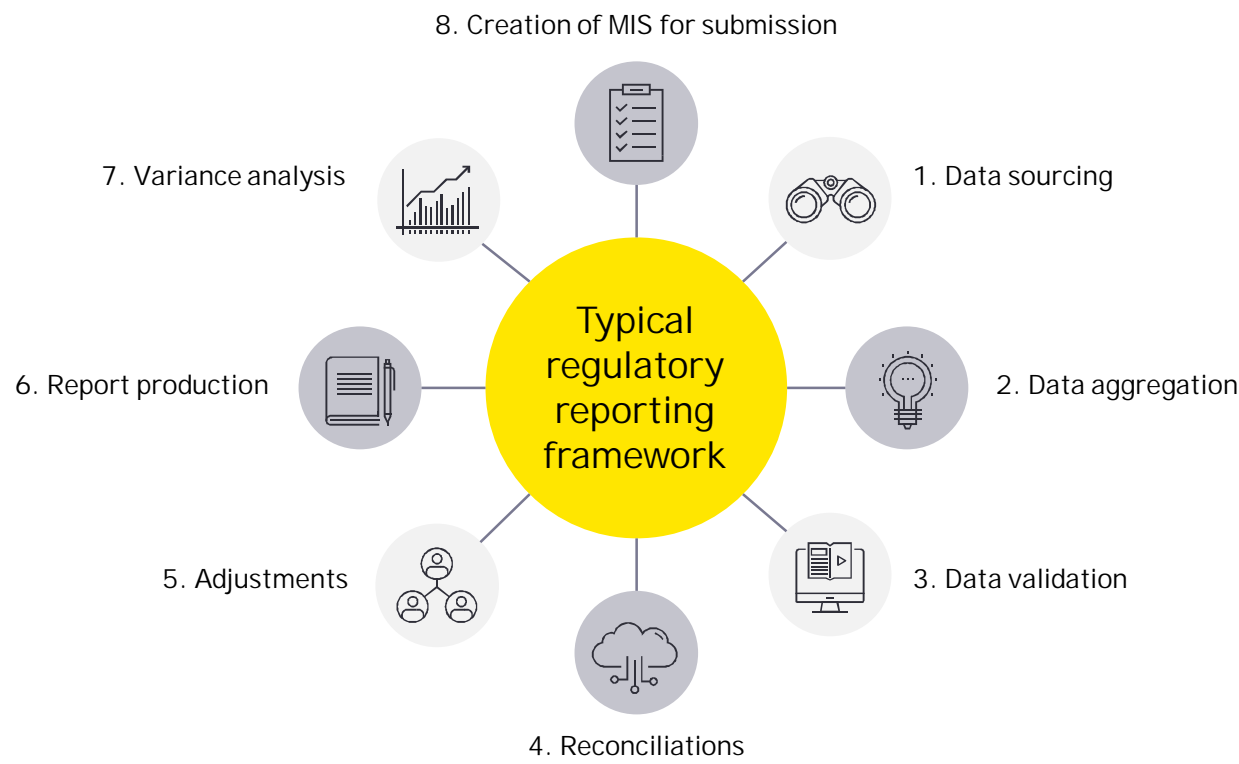 8. Creation of MIS for submission
7. Variance analysis
1. Data sourcing
Typical
regulatory
reporting
framework
6. Report production
2. Data aggregation
5. Adjustments
3. Data validation
4. Reconciliations